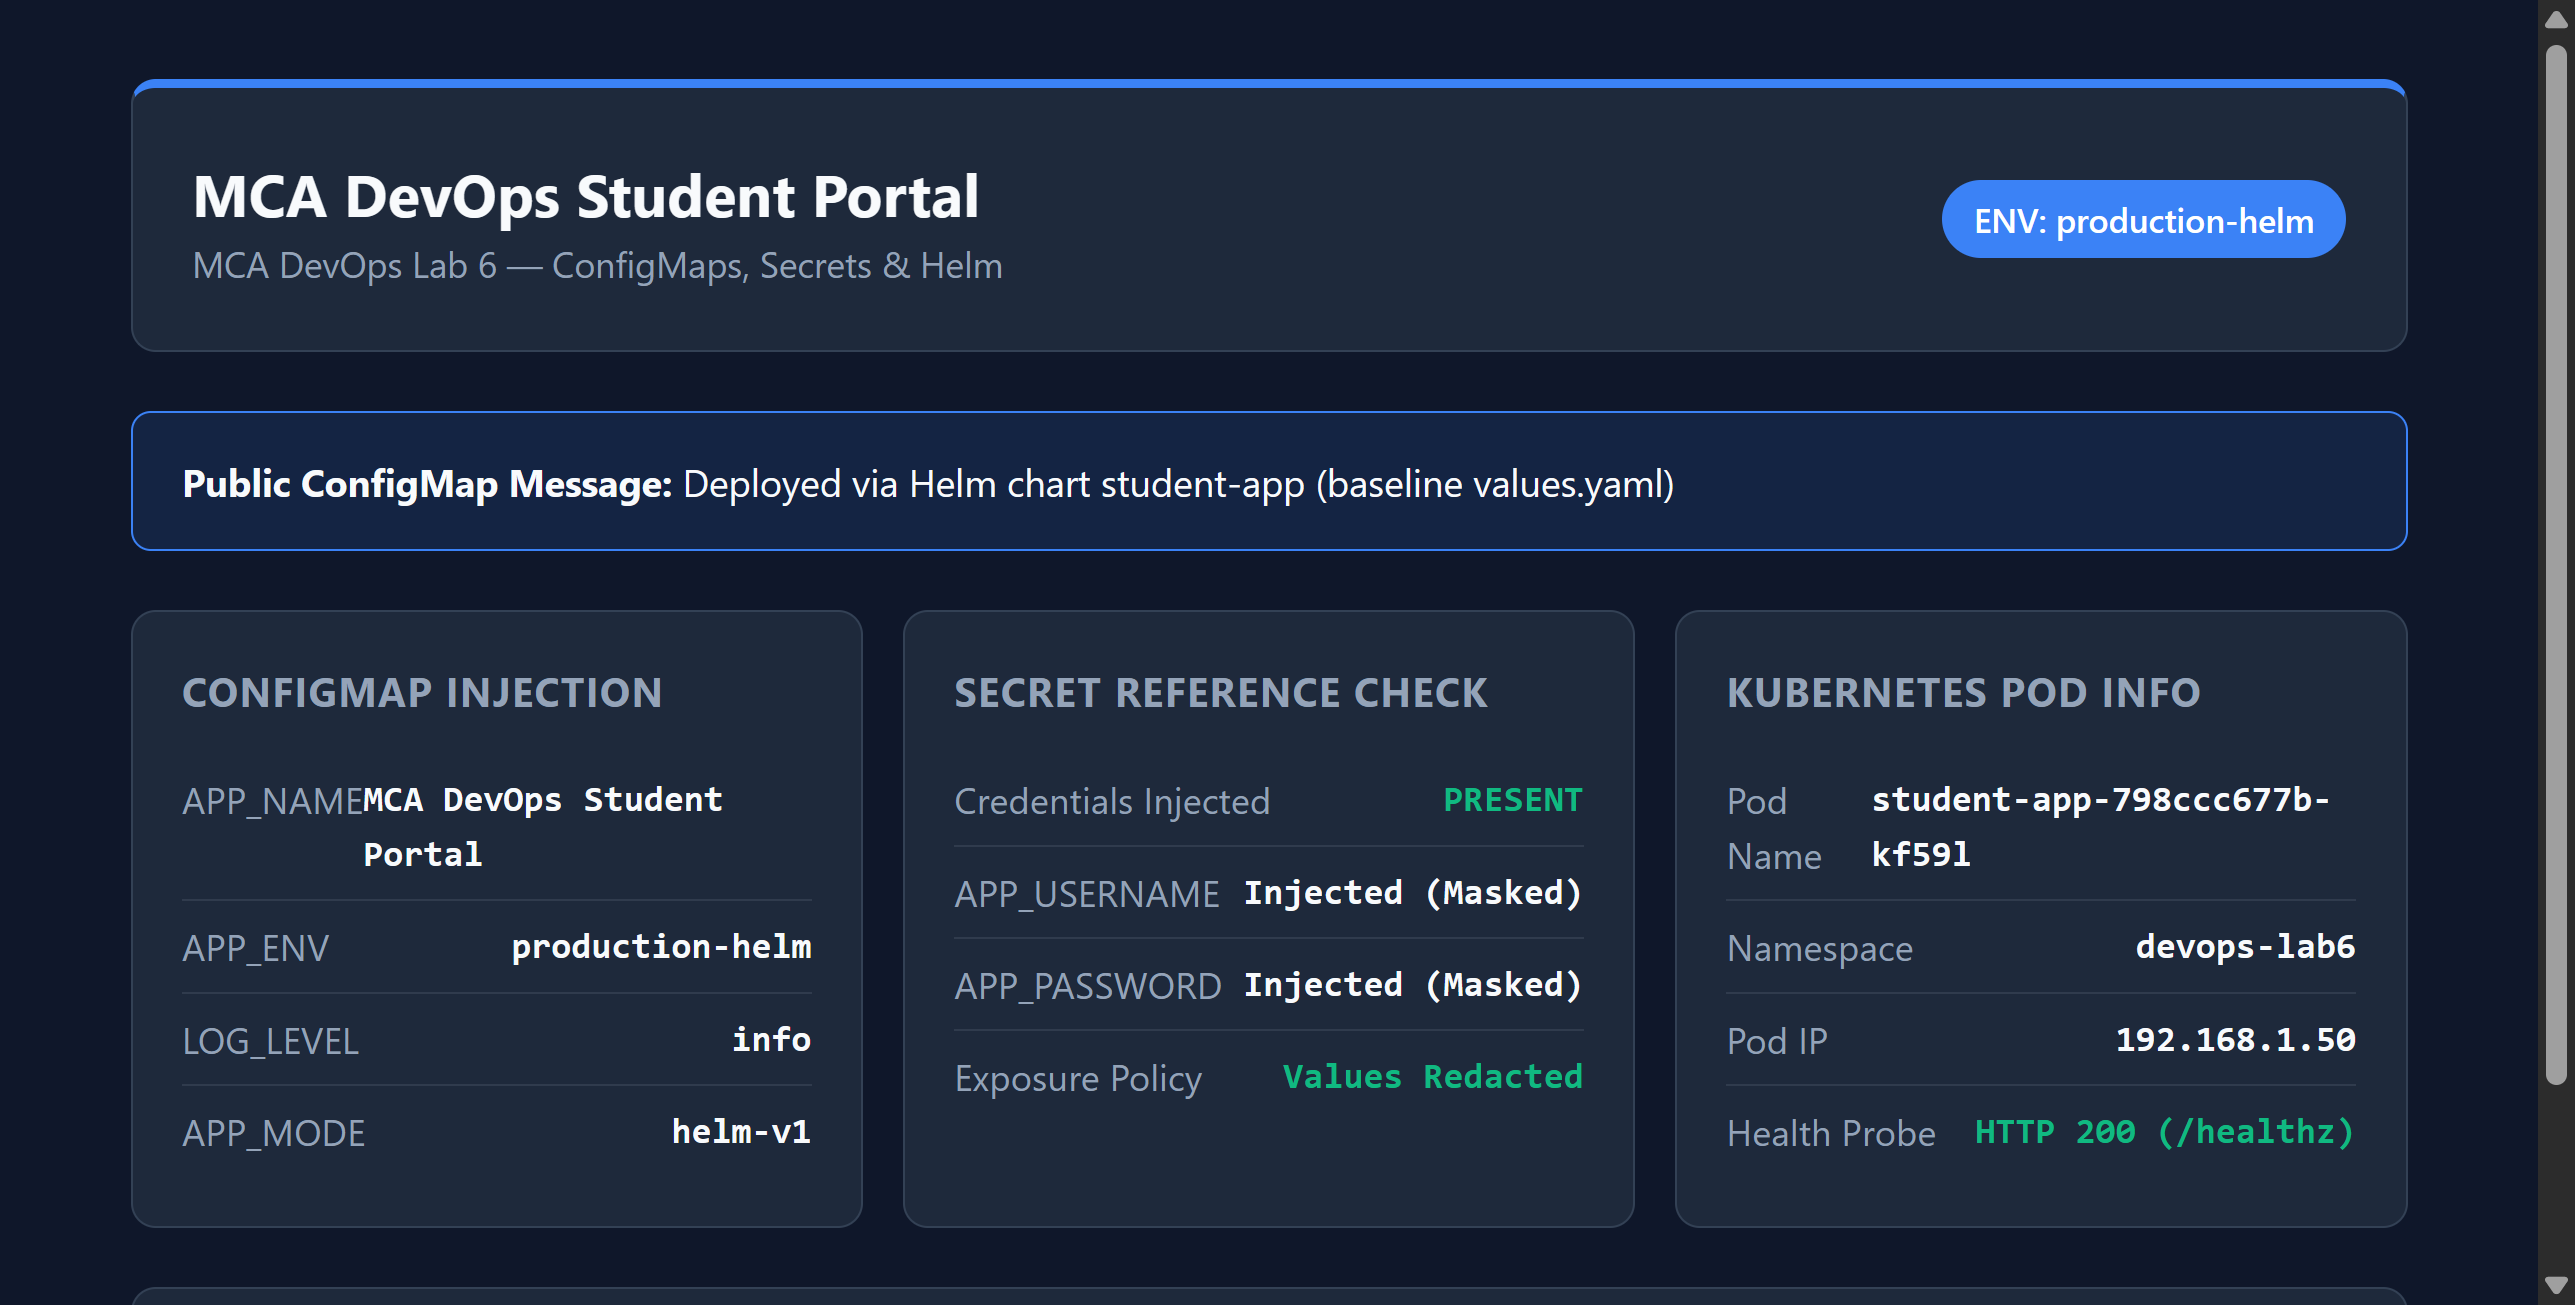 MCA DevOps Student Portal
MCA DevOps Lab 6 — ConfigMaps, Secrets & Helm
ENV: production-helm
Public ConfigMap Message: Deployed via Helm chart student-app (baseline values.yaml)
CONFIGMAP INJECTION
APP_NAME MCA DevOps Student
Portal
APP_ENV production-helm
LOG_LEVEL info
APP_MODE helm-v1
SECRET REFERENCE CHECK
Credentials Injected PRESENT
APP_USERNAME Injected (Masked)
APP_PASSWORD Injected (Masked)
Exposure Policy Values Redacted
KUBERNETES POD INFO
Pod student-app-798ccc677b-
Name kf59l
Namespace devops-lab6
Pod IP 192.168.1.50
Health Probe HTTP 200 (/healthz)